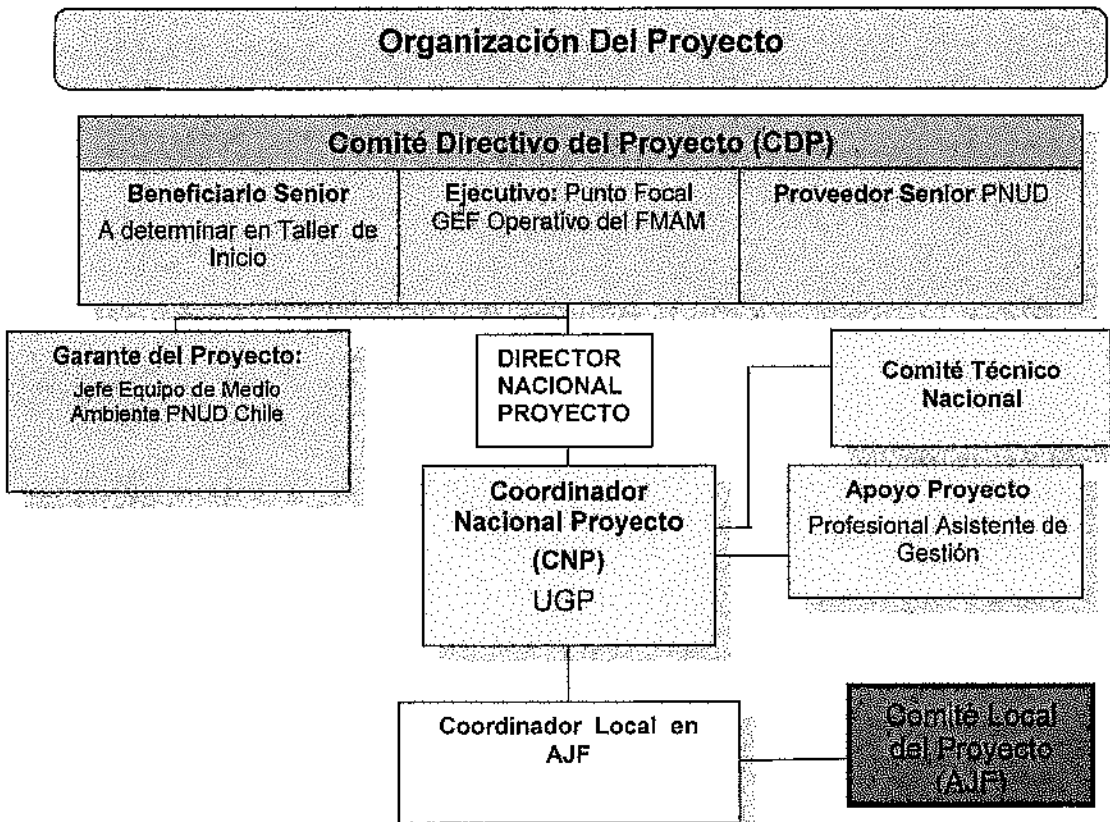 Organización Del Proyecto
Comité Directivo del Proyecto (CDP)
Beneficiario Senior
A determinar en Taller de
Inicio
Ejecutivo: Punto Focal
GEF Operativo del FMAM
Proveedor Senior PNUD
Garante del Proyecto:
Jefe Equipo de Medio
Ambiente PNUD Chile
DIRECTOR
NACIONAL
PROYECTO
Comité Técnico
Nacional
Coordinador
Nacional Proyecto
(CNP)
UGP
Apoyo Proyecto
Profesional Asistente de
Gestión
Coordinador Local en
AJF
Comité Local
del Proyecto
(AJF)